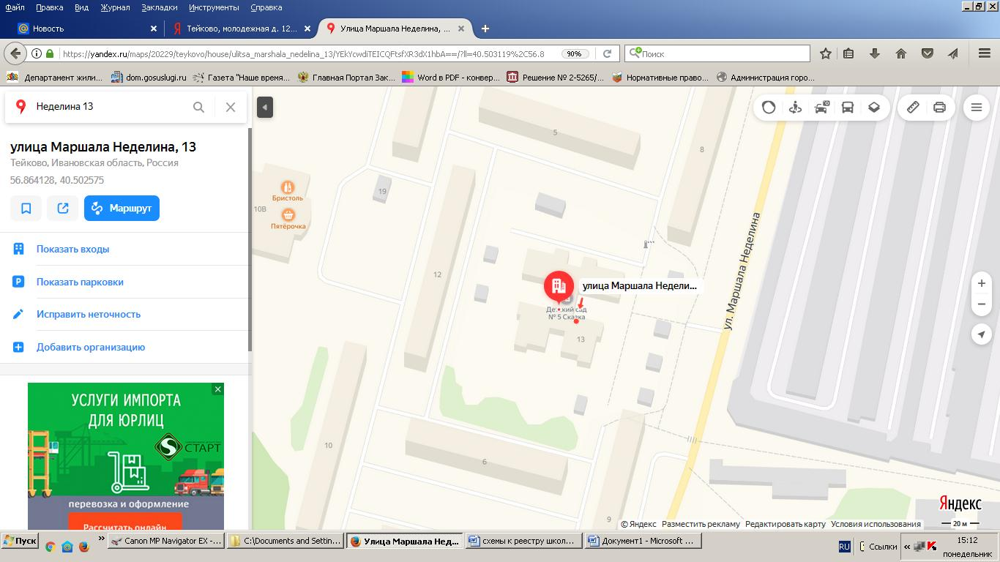 Файл Правка Вид Журнал Закладки Инструменты Справка
Новость
Тейково, молодежная д. 12...
Улица Маршала Неделина, ...
https://yandex.ru/maps/20229/teykovo/house/ulitsa_marshala_nedelina_13/YEkYcwdiTEICQFtsfXR3dX1hbA==/?ll=40.503119%2C56.8
90%
Поиск
Департамент жили...
dom.gosuslugi.ru
Газета "Наше время...
Главная Портал Зак...
Word в PDF - конвер...
Решение № 2-5265/...
Нормативные право...
Администрация горо...
Неделина 13
улица Маршала Неделина, 13
Тейково, Ивановская область, Россия
56.864128, 40.502575
Маршрут
Показать входы
Показать парковки
Исправить неточность
Добавить организацию
УСЛУГИ ИМПОРТА
ДЛЯ ЮРЛИЦ
СТАРТ
перевозка и оформление
Рассчитать онлайн
5
8
19
Бристоль
10В
Пятёрочка
12
улица Маршала Недели...
Детский сад
№ 5 Сказка
13
ул. Маршала Неделина
10
6
9
Яндекс
20 м
© Яндекс Разместить рекламу Редактировать карту Условия использования
Пуск
Canon MP Navigator EX -...
C:\Documents and Settin...
Улица Маршала Нед...
схемы к реестру школ...
Документ1 - Microsoft ...
RU
Ссылки
15:12
понедельник